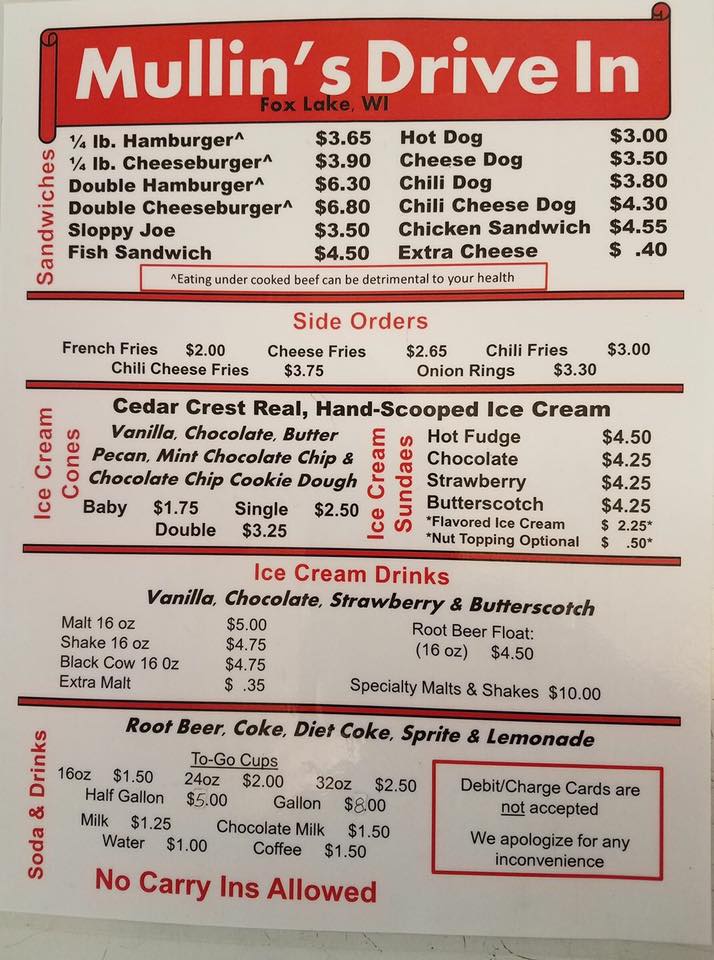 Mullin's Drive In
Fox Lake, WI
Sandwiches
¼ lb. Hamburger^ $3.65 Hot Dog $3.00
¼ lb. Cheeseburger^ $3.90 Cheese Dog $3.50
Double Hamburger^ $6.30 Chili Dog $3.80
Double Cheeseburger^ $6.80 Chili Cheese Dog $4.30
Sloppy Joe $3.50 Chicken Sandwich $4.55
Fish Sandwich $4.50 Extra Cheese $ .40
^Eating under cooked beef can be detrimental to your health
Side Orders
French Fries $2.00 Cheese Fries $2.65 Chili Fries $3.00
Chili Cheese Fries $3.75 Onion Rings $3.30
Cedar Crest Real, Hand-Scooped Ice Cream
Ice Cream
Cones
Vanilla, Chocolate, Butter
Pecan, Mint Chocolate Chip &
Chocolate Chip Cookie Dough
Baby $1.75 Single $2.50
Double $3.25
Ice Cream
Sundaes
Hot Fudge $4.50
Chocolate $4.25
Strawberry $4.25
Butterscotch $4.25
*Flavored Ice Cream $ 2.25*
*Nut Topping Optional $ .50*
Ice Cream Drinks
Vanilla, Chocolate, Strawberry & Butterscotch
Malt 16 oz $5.00
Shake 16 oz $4.75
Black Cow 16 0z $4.75
Extra Malt $ .35
Root Beer Float:
(16 oz) $4.50
Specialty Malts & Shakes $10.00
Soda & Drinks
Root Beer, Coke, Diet Coke, Sprite & Lemonade
To-Go Cups
16oz $1.50 24oz $2.00 32oz $2.50
Half Gallon $5.00 Gallon $8.00
Milk $1.25 Chocolate Milk $1.50
Water $1.00 Coffee $1.50
Debit/Charge Cards are
not accepted
We apologize for any
inconvenience
No Carry Ins Allowed